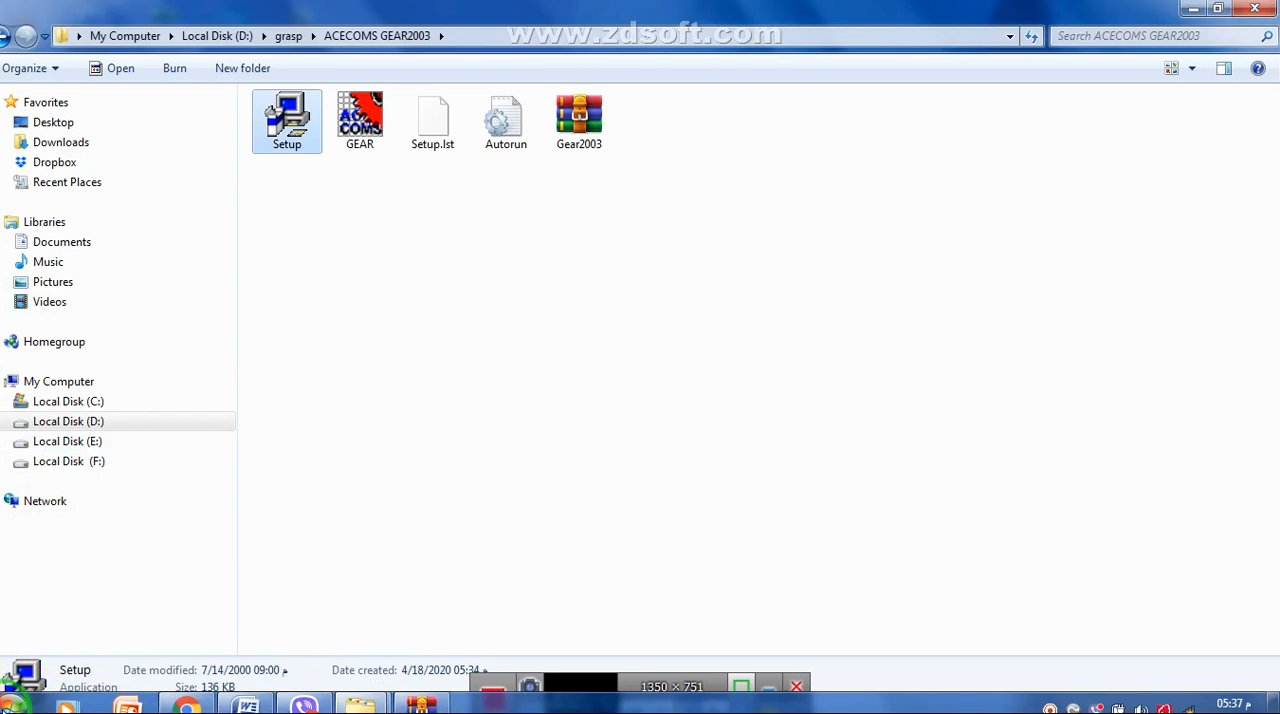 www.zdsoft.com
My Computer Local Disk (D:) grasp ACECOMS GEAR2003
Search ACECOMS GEAR2003
Organize Open Burn New folder
Favorites
Desktop
Downloads
Dropbox
Recent Places
Libraries
Documents
Music
Pictures
Videos
Homegroup
My Computer
Local Disk (C:)
Local Disk (D:)
Local Disk (E:)
Local Disk (F:)
Network
AC
COMS
Setup GEAR Setup.lst Autorun Gear2003
Setup Date modified: 7/14/2000 09:00 م Date created: 4/18/2020 05:34 م
Application Size: 136 KB
1350 × 751
05:37 م